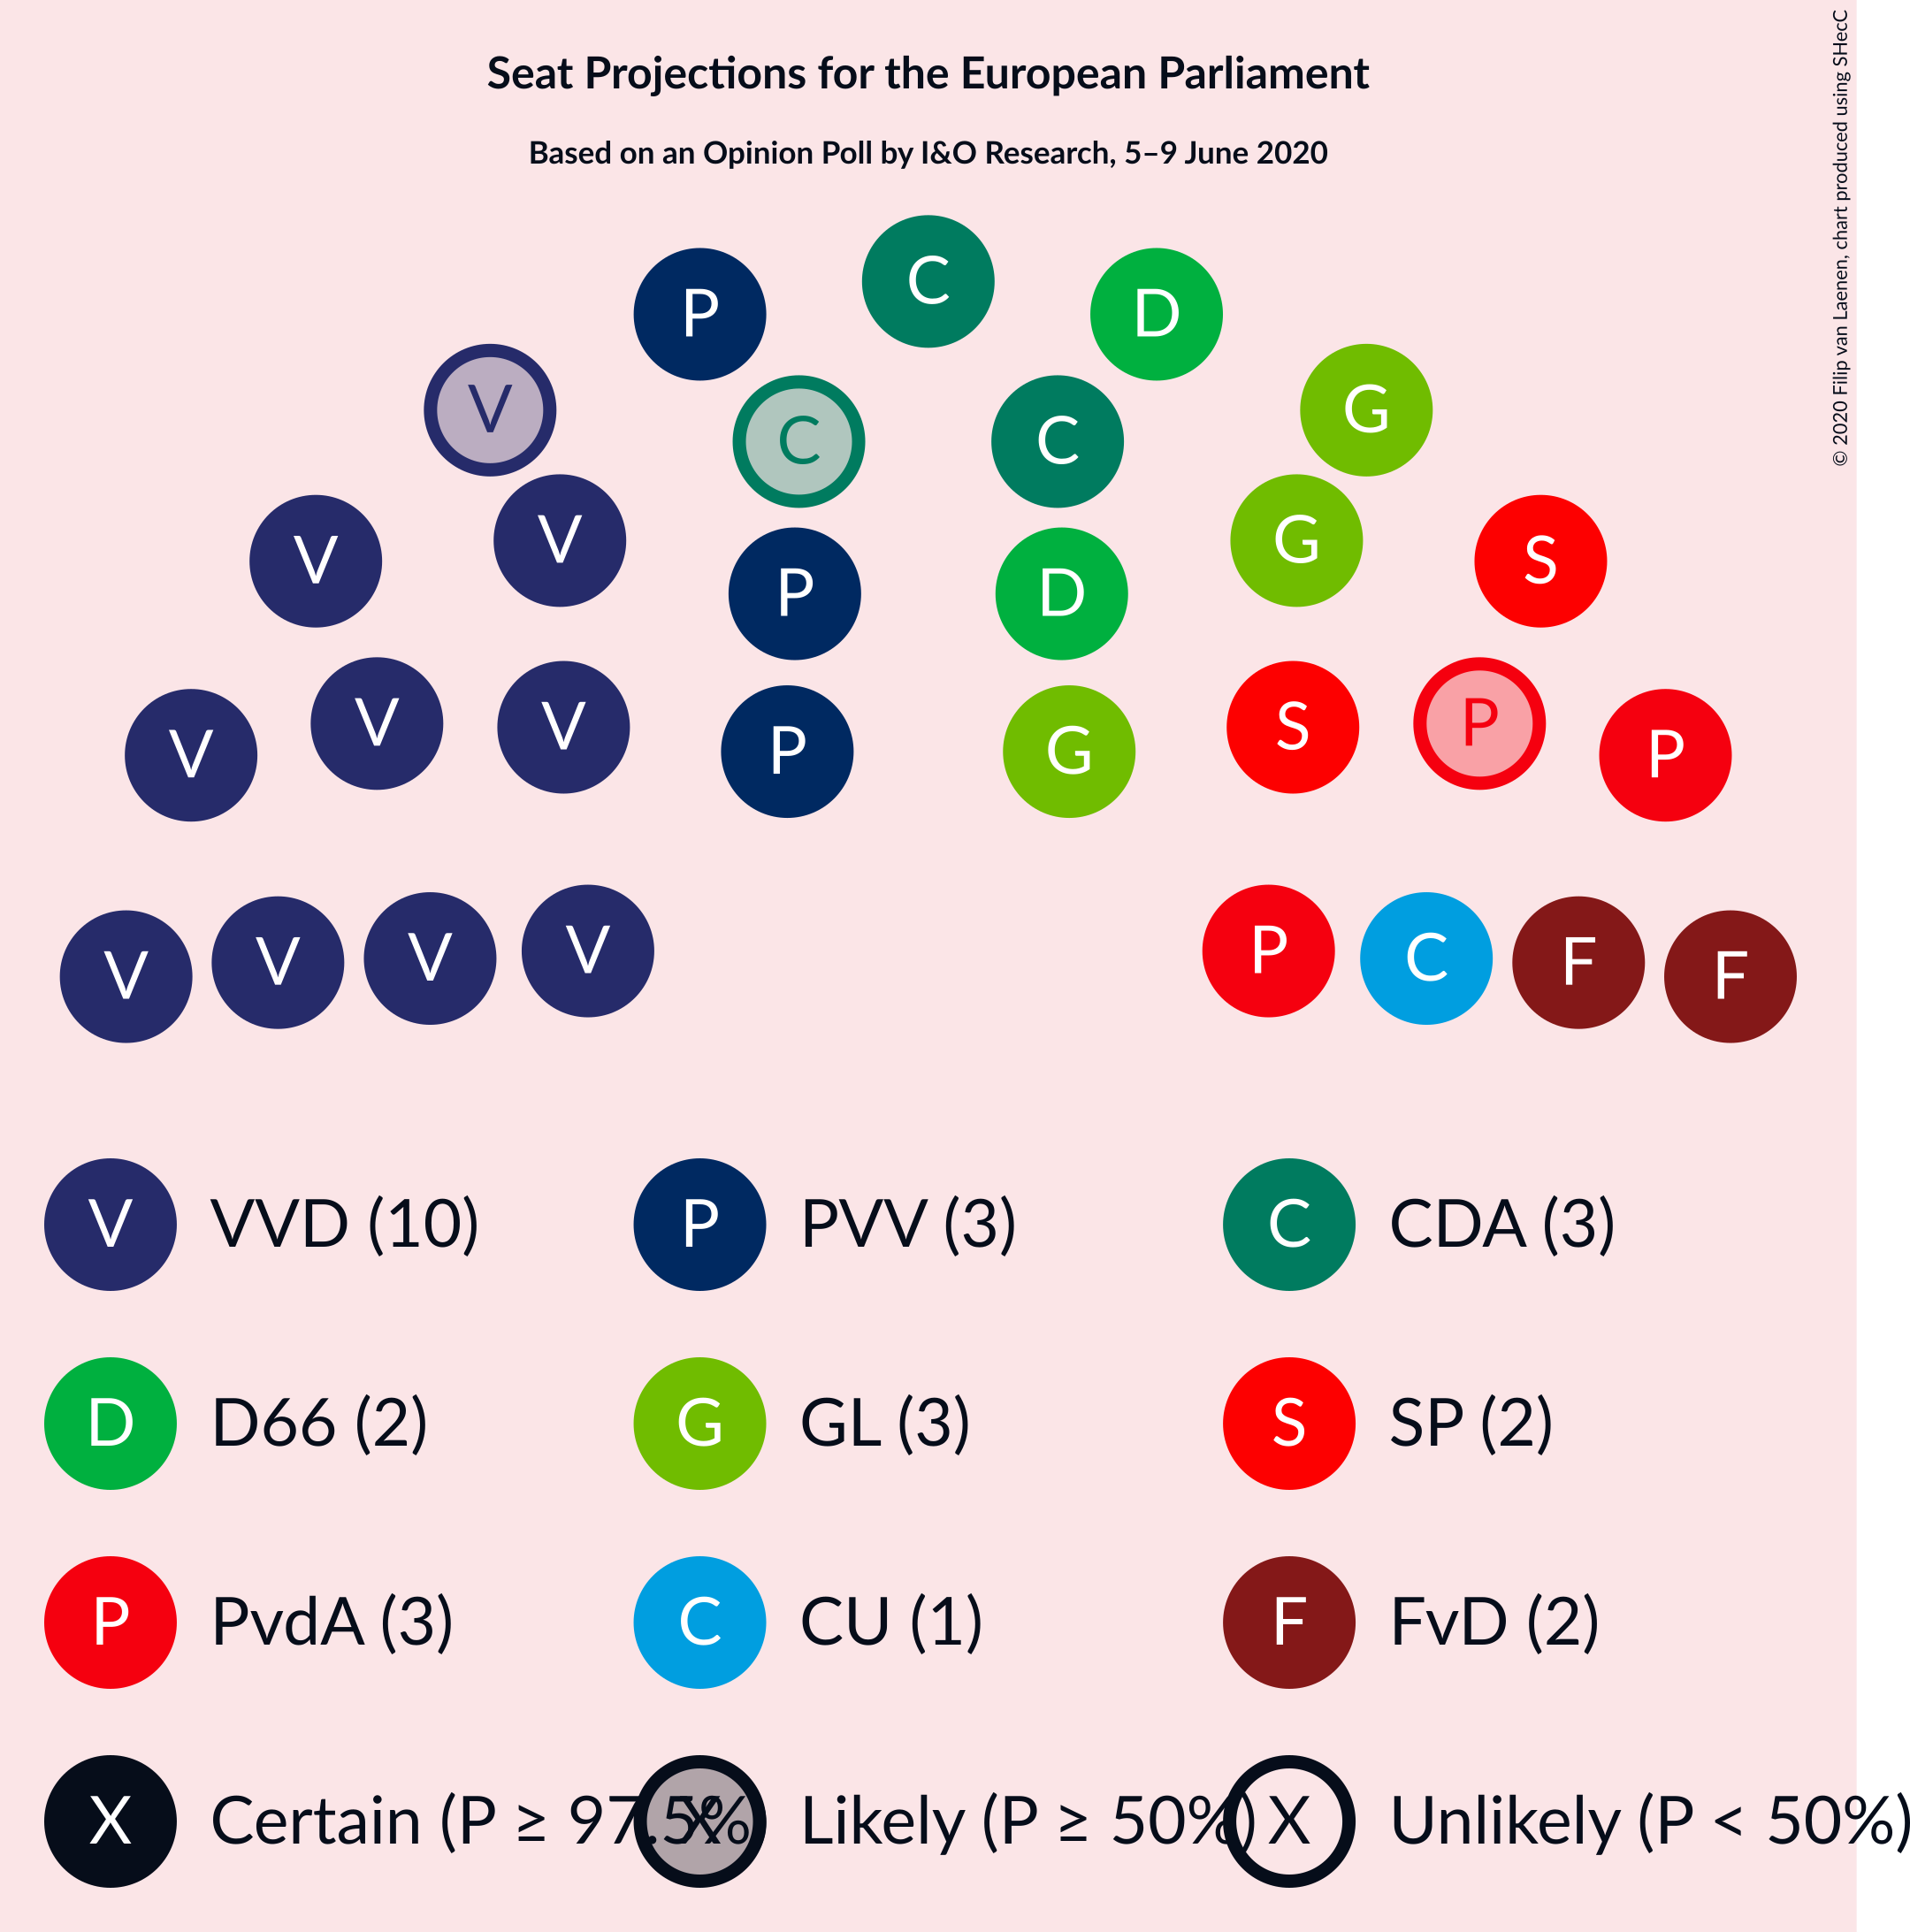 Seat Projections for the European Parliament
Based on an Opinion Poll by I&O Research, 5–9 June 2020
© 2020 Filip van Laenen, chart produced using SHecC
C
P D
V G
C C
V V G S
P D
V V V S P P
P G
V V V V P C F F
V VVD (10) P PVV (3) C CDA (3)
D D66 (2) G GL (3) S SP (2)
P PvdA (3) C CU (1) F FvD (2)
X Certain (P ≥ 97.5% X Likely (P ≥ 50%) X Unlikely (P < 50%)